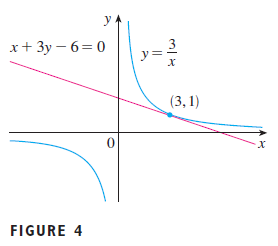 y
x + 3y − 6 = 0
y = 3/x
(3, 1)
0
x
FIGURE 4